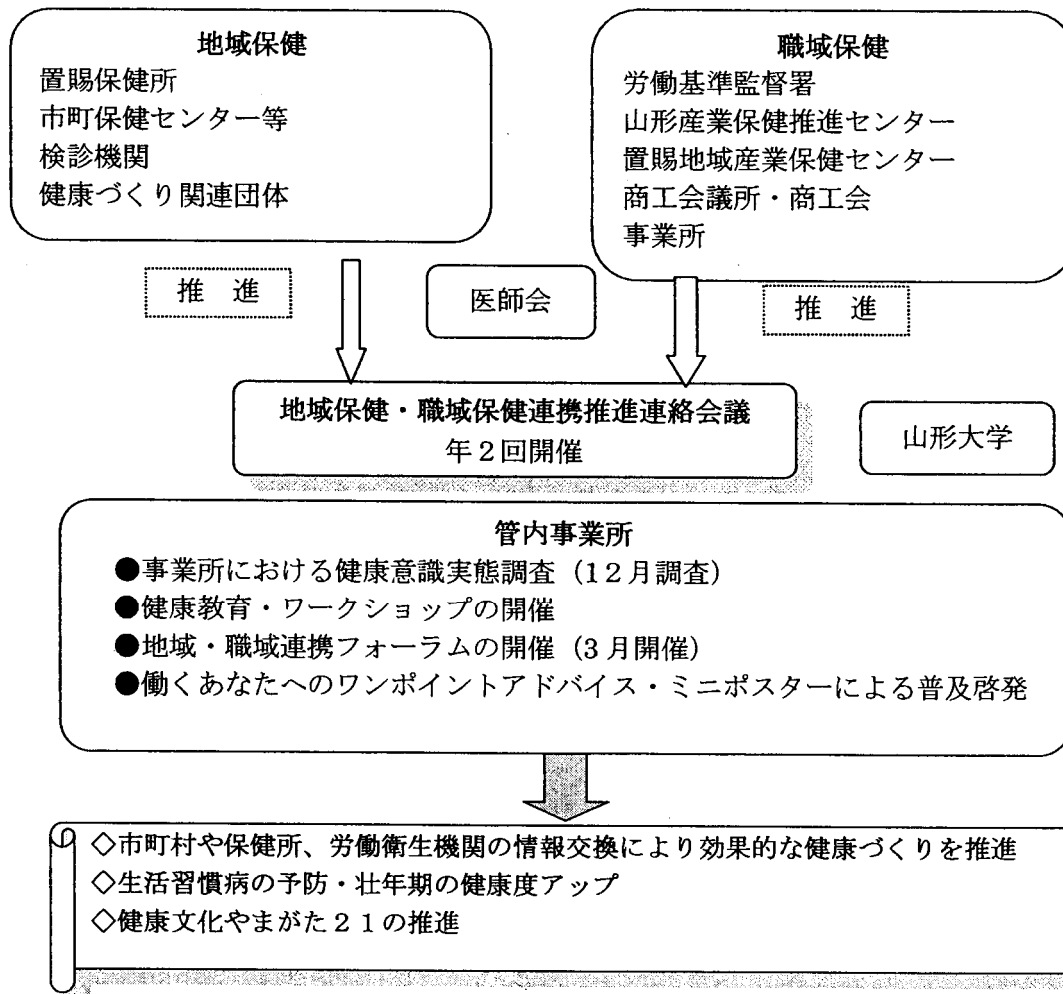 地域保健
置賜保健所
市町保健センター等
検診機関
健康づくり関連団体
職域保健
労働基準監督署
山形産業保健推進センター
置賜地域産業保健センター
商工会議所・商工会
事業所
推 進
医師会
推 進
地域保健・職域保健連携推進連絡会議
年2回開催
山形大学
管内事業所
●事業所における健康意識実態調査(12月調査)
●健康教育・ワークショップの開催
●地域・職域連携フォーラムの開催(3月開催)
●働くあなたへのワンポイントアドバイス・ミニポスターによる普及啓発
◇市町村や保健所、労働衛生機関の情報交換により効果的な健康づくりを推進
◇生活習慣病の予防・壮年期の健康度アップ
◇健康文化やまがた21の推進